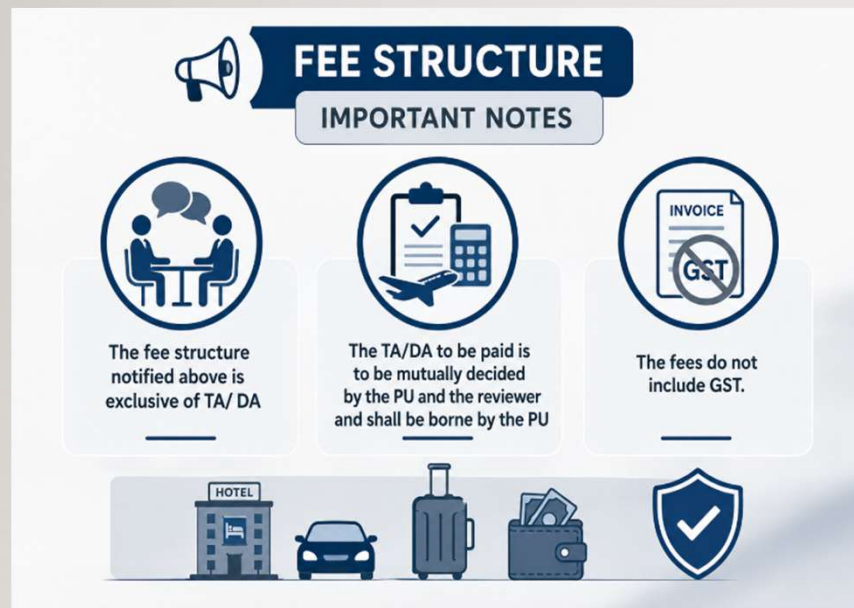 FEE STRUCTURE
IMPORTANT NOTES
The fee structure
notified above is
exclusive of TA/ DA
The TA/DA to be paid is
to be mutually decided
by the PU and the reviewer
and shall be borne by the PU
INVOICE
GST
The fees do not
include GST.
HOTEL